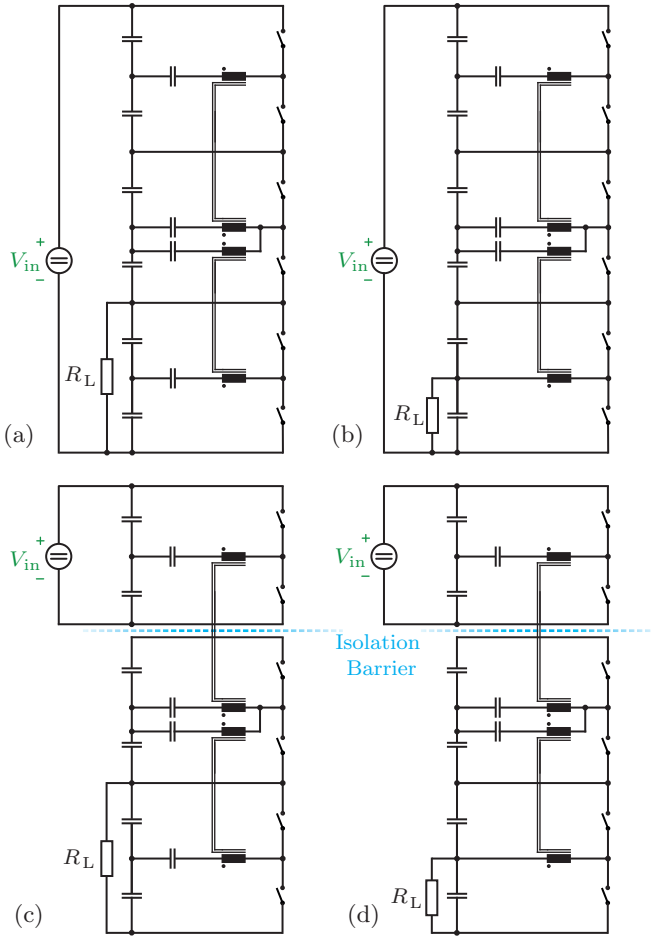 +
V_in
−
R_L
(a)
+
V_in
−
R_L
(b)
+
V_in
−
Isolation
Barrier
R_L
(c)
+
V_in
−
R_L
(d)